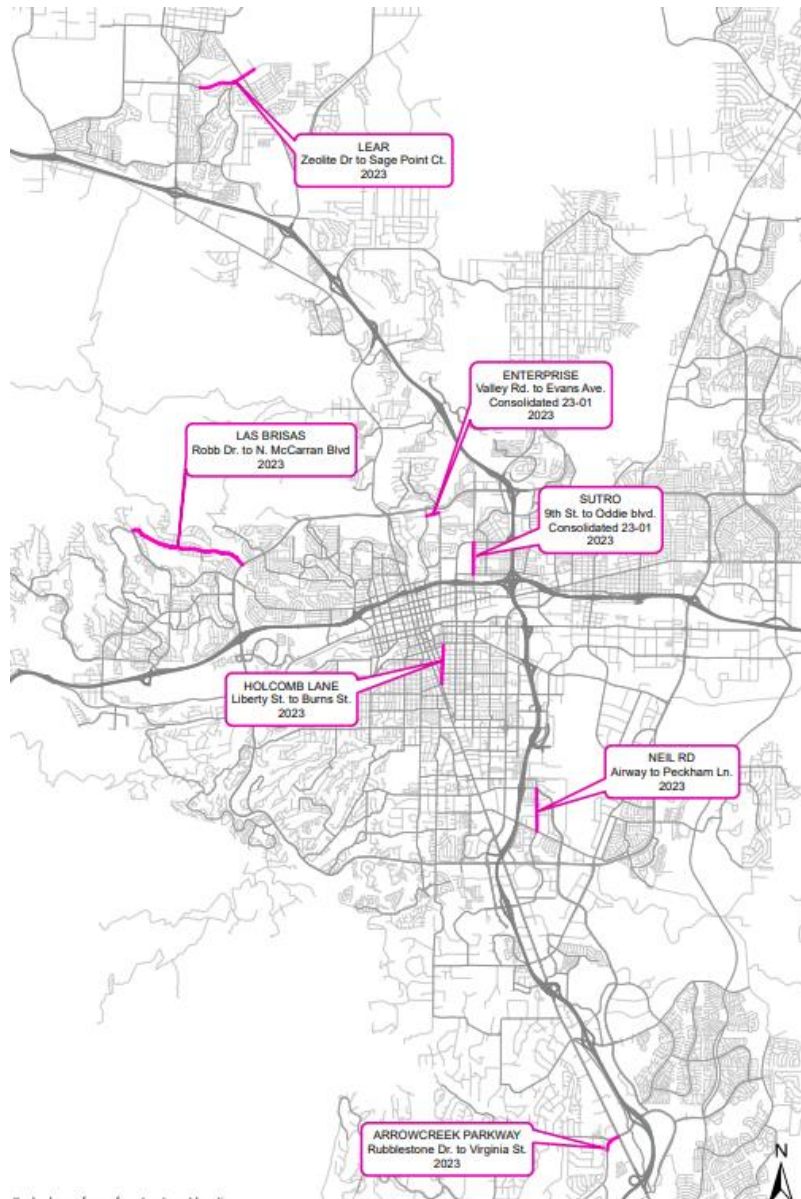 LEAR
Zeolite Dr to Sage Point Ct.
2023
ENTERPRISE
Valley Rd. to Evans Ave.
Consolidated 23-01
2023
LAS BRISAS
Robb Dr. to N. McCarran Blvd
2023
SUTRO
9th St. to Oddie blvd.
Consolidated 23-01
2023
HOLCOMB LANE
Liberty St. to Burns St.
2023
NEIL RD
Airway to Peckham Ln.
2023
ARROWCREEK PARKWAY
Rubblestone Dr. to Virginia St.
2023
N